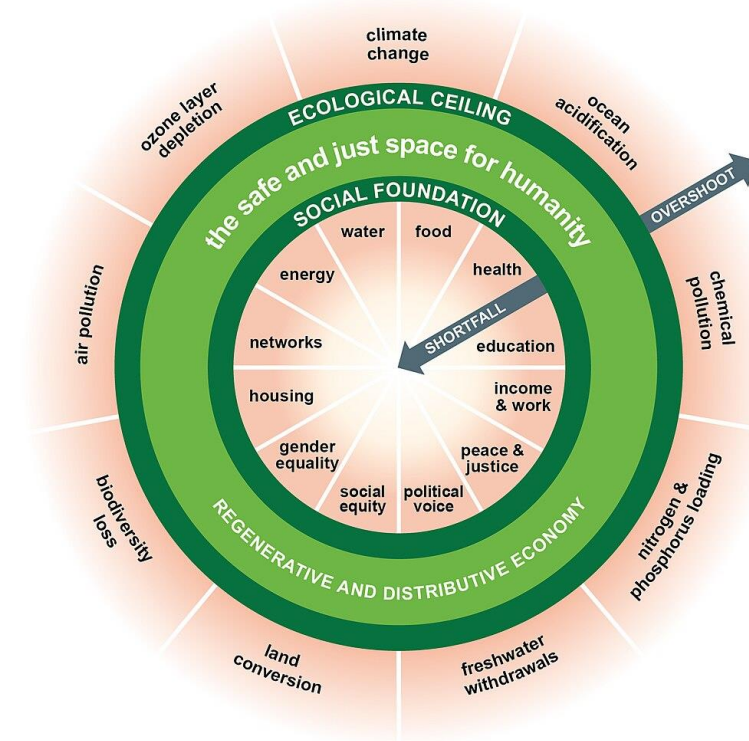 climate
change
ocean
acidification
chemical
pollution
nitrogen &
phosphorus loading
freshwater
withdrawals
land
conversion
biodiversity
loss
air pollution
ozone layer
depletion
OVERSHOOT
ECOLOGICAL CEILING
the safe and just space for humanity
SOCIAL FOUNDATION
water
food
health
SHORTFALL
education
income
& work
peace &
justice
political
voice
social
equity
gender
equality
housing
networks
energy
REGENERATIVE AND DISTRIBUTIVE ECONOMY